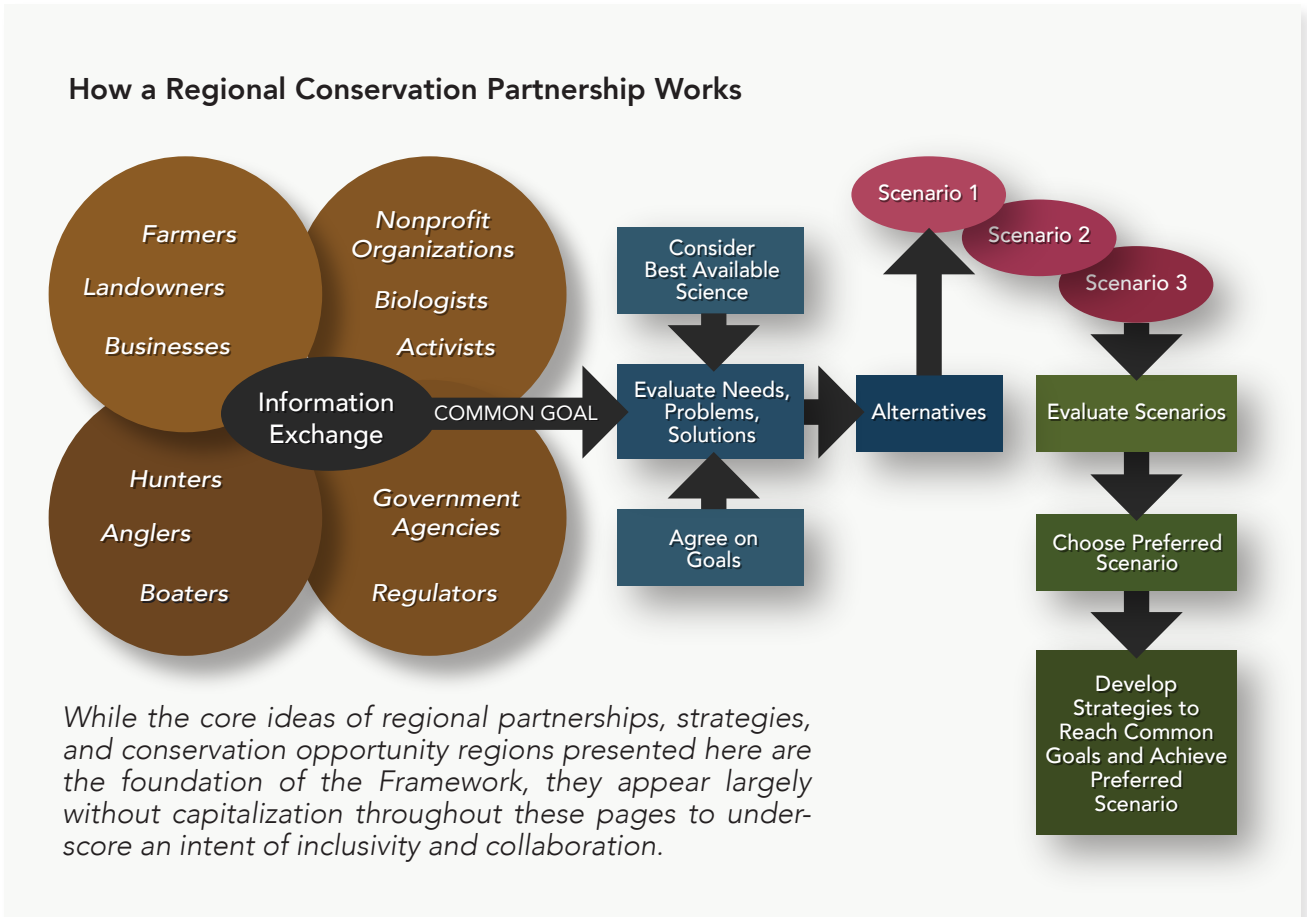 How a Regional Conservation Partnership Works
Farmers
Landowners
Businesses
Nonprofit
Organizations
Biologists
Activists
Information
Exchange
Hunters
Anglers
Boaters
Government
Agencies
Regulators
COMMON GOAL
Consider
Best Available
Science
Evaluate Needs,
Problems,
Solutions
Agree on
Goals
Alternatives
Scenario 1
Scenario 2
Scenario 3
Evaluate Scenarios
Choose Preferred
Scenario
Develop
Strategies to
Reach Common
Goals and Achieve
Preferred
Scenario
While the core ideas of regional partnerships, strategies,
and conservation opportunity regions presented here are
the foundation of the Framework, they appear largely
without capitalization throughout these pages to under-
score an intent of inclusivity and collaboration.